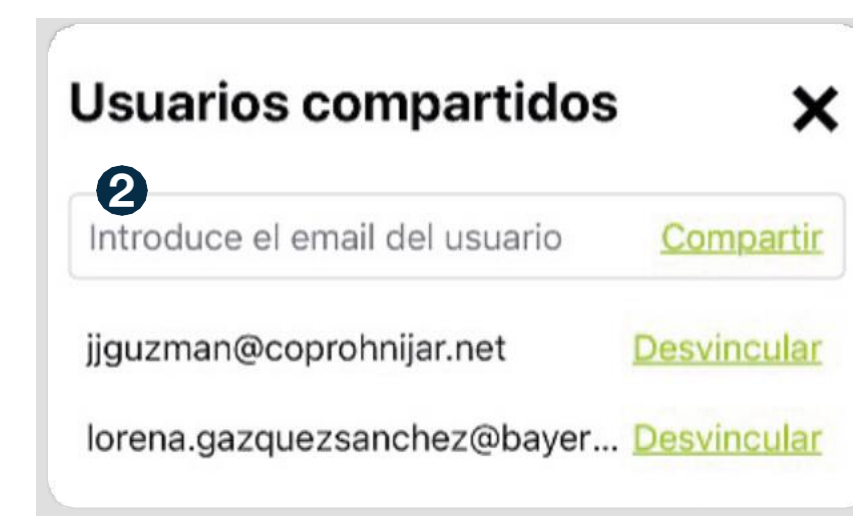 Usuarios compartidos
2
Introduce el email del usuario Compartir
jjguzman@coprohnijar.net Desvincular
lorena.gazquezsanchez@bayer... Desvincular